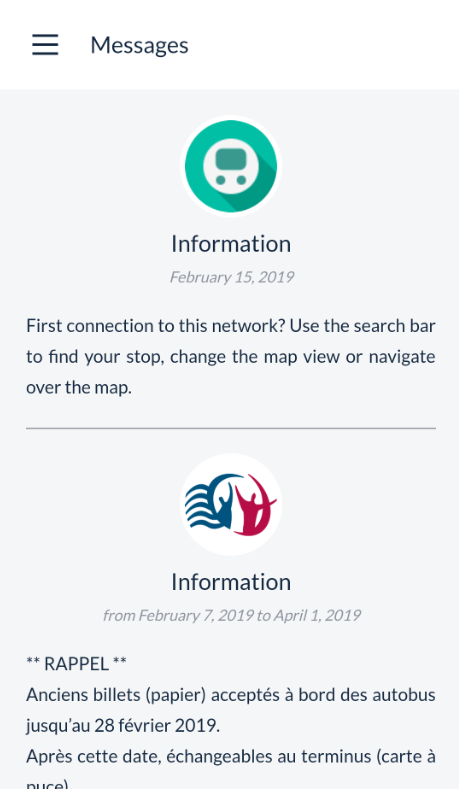 Messages
Information
February 15, 2019
First connection to this network? Use the search bar
to find your stop, change the map view or navigate
over the map.
Information
from February 7, 2019 to April 1, 2019
** RAPPEL **
Anciens billets (papier) acceptés à bord des autobus
jusqu'au 28 février 2019.
Après cette date, échangeables au terminus (carte à
puce)